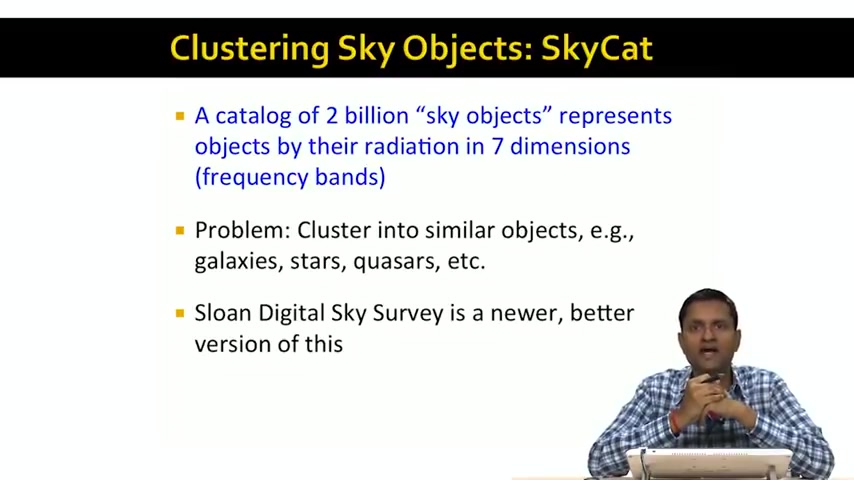 Clustering Sky Objects: SkyCat
A catalog of 2 billion “sky objects” represents
objects by their radiation in 7 dimensions
(frequency bands)
Problem: Cluster into similar objects, e.g.,
galaxies, stars, quasars, etc.
Sloan Digital Sky Survey is a newer, better
version of this